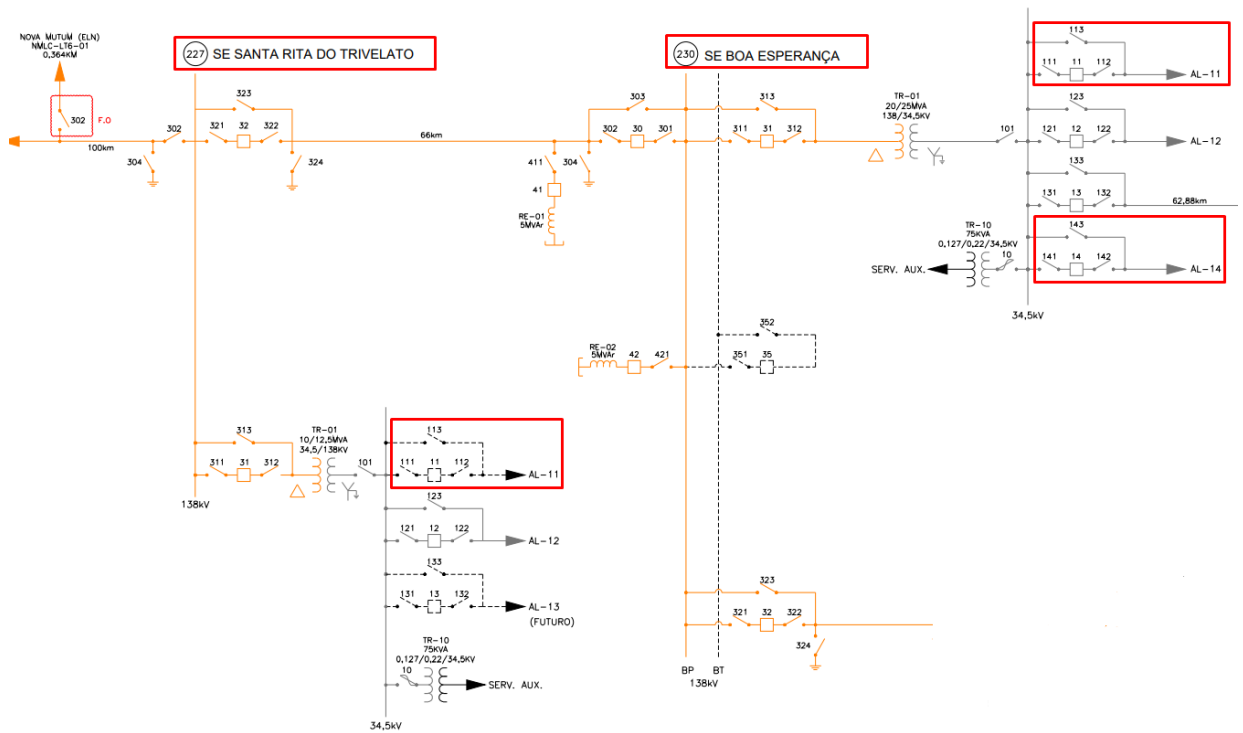 NOVA MUTUM (ELN)
NMLC-LT6-01
0,364KM
302
F.O
100km
227 SE SANTA RITA DO TRIVELATO
323
302
321
32
322
304
324
66km
230 SE BOA ESPERANÇA
303
302
30
301
411
304
41
RE-01
5MVAr
313
311
31
312
TR-01
20/25MVA
138/34,5KV
101
113
111
11
112
AL-11
123
121
12
122
AL-12
133
131
13
132
62,88km
143
141
14
142
AL-14
TR-10
75KVA
0,127/0,22/34,5KV
10
SERV. AUX.
34,5kV
352
351
35
RE-02
5MVAr
42
421
313
311
31
312
138kV
TR-01
10/12,5MVA
34,5/138KV
101
113
111
11
112
AL-11
123
121
12
122
AL-12
133
131
13
132
AL-13
(FUTURO)
TR-10
75KVA
0,127/0,22/34,5KV
10
SERV. AUX.
34,5kV
323
321
32
322
324
BP
BT
138kV